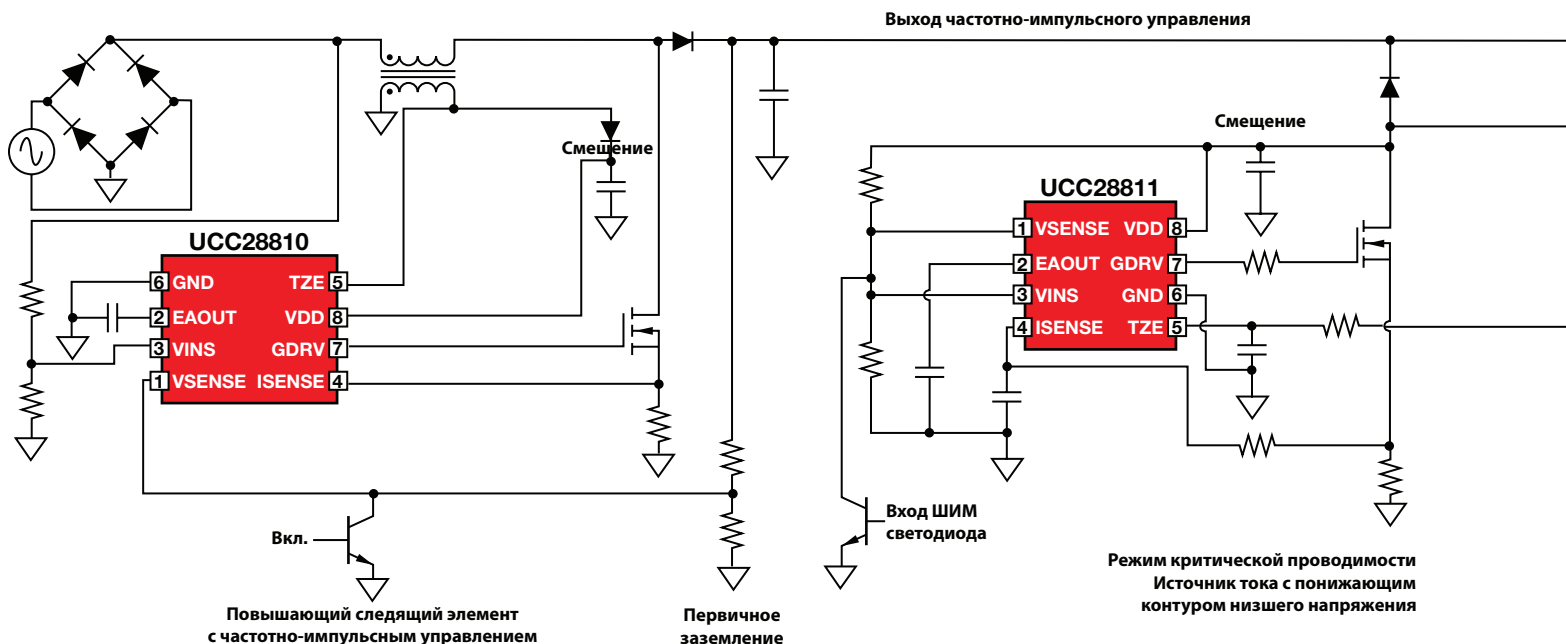 Выход частотно-импульсного управления
Смещение
Смещение
UCC28810
6 GND TZE 5
2 EAOUT VDD 8
3 VINS GDRV 7
1 VSENSE ISENSE 4
UCC28811
1 VSENSE VDD 8
2 EAOUT GDRV 7
3 VINS GND 6
4 ISENSE TZE 5
Вкл.
Вход ШИМ
светодиода
Повышающий следящий элемент
с частотно-импульсным управлением
Первичное
заземление
Режим критической проводимости
Источник тока с понижающим
контуром низшего напряжения